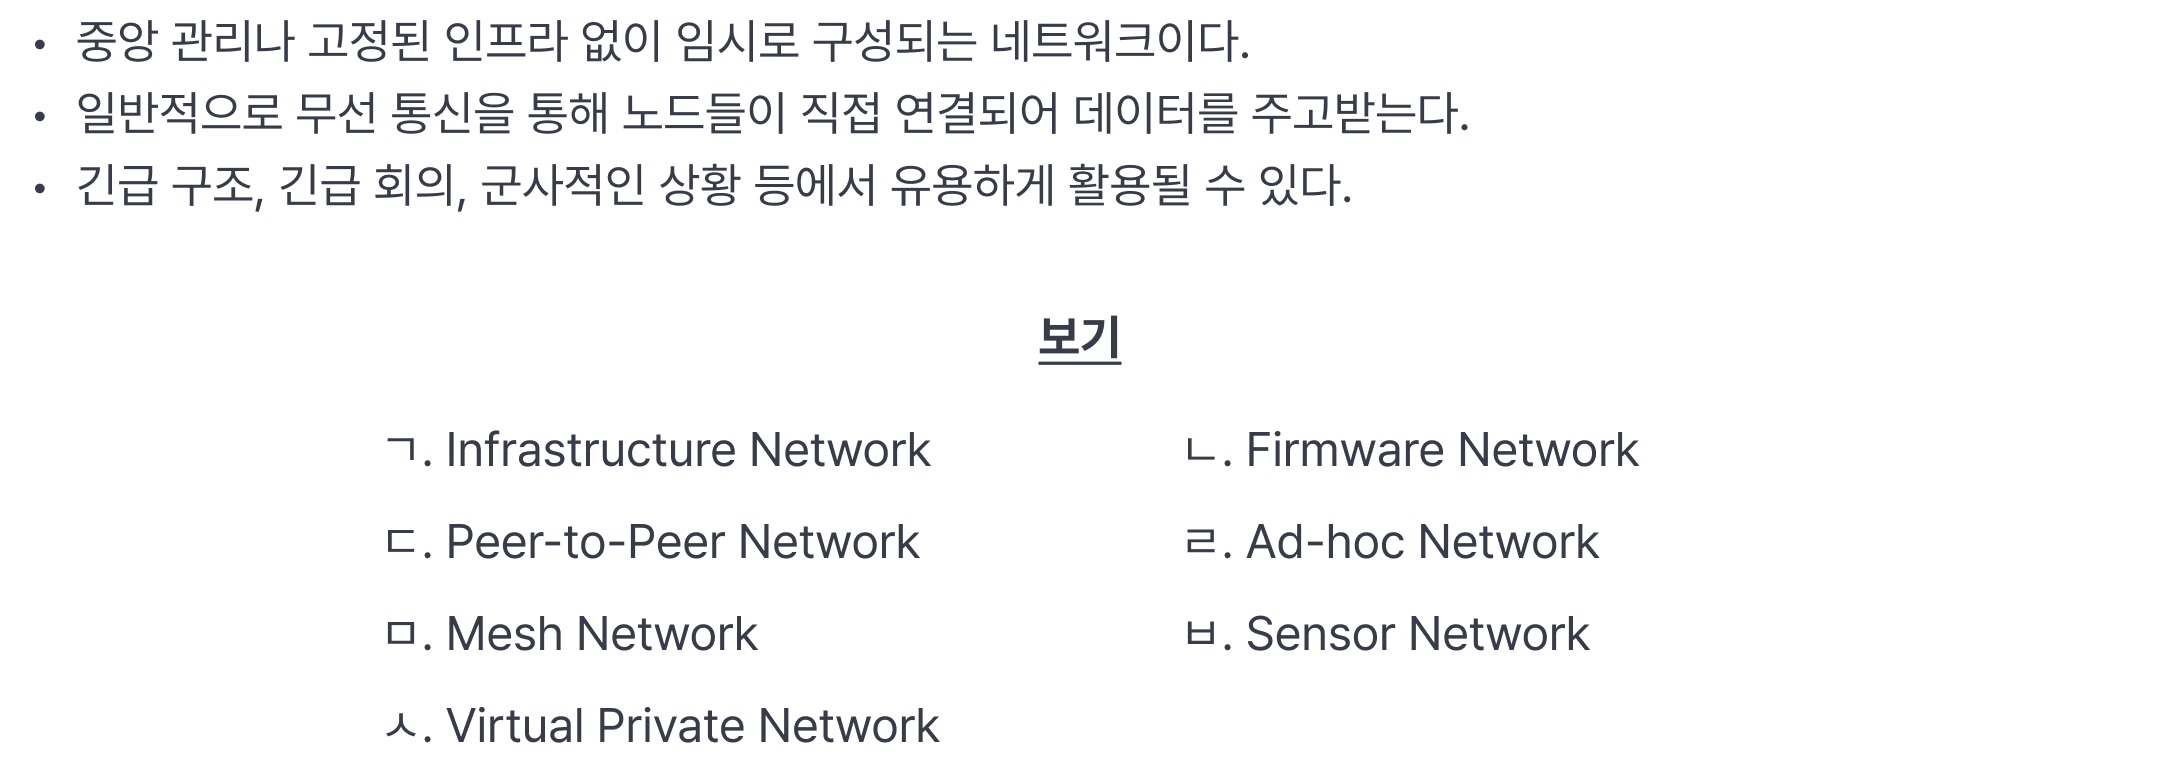 • 중앙 관리나 고정된 인프라 없이 임시로 구성되는 네트워크이다.
• 일반적으로 무선 통신을 통해 노드들이 직접 연결되어 데이터를 주고받는다.
• 긴급 구조, 긴급 회의, 군사적인 상황 등에서 유용하게 활용될 수 있다.
보기
ㄱ. Infrastructure Network ㄴ. Firmware Network
ㄷ. Peer-to-Peer Network ㄹ. Ad-hoc Network
ㅁ. Mesh Network ㅂ. Sensor Network
ㅅ. Virtual Private Network